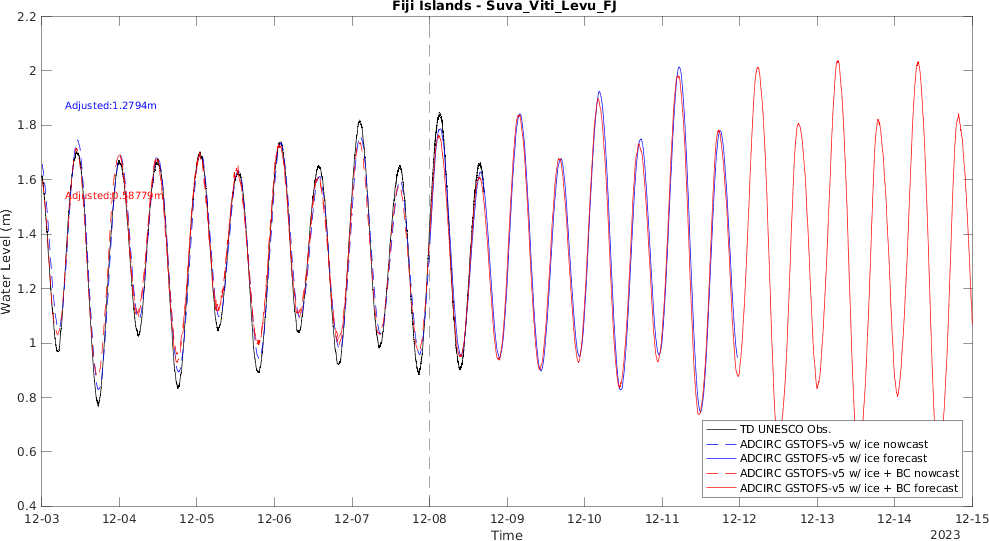 Fiji Islands - Suva_Viti_Levu_FJ
2.2
2
1.8
1.6
1.4
1.2
1
0.8
0.6
0.4
Water Level (m)
Adjusted:1.2794m
Adjusted:0.58779m
TD UNESCO Obs.
ADCIRC GSTOFS-v5 w/ ice nowcast
ADCIRC GSTOFS-v5 w/ ice forecast
ADCIRC GSTOFS-v5 w/ ice + BC nowcast
ADCIRC GSTOFS-v5 w/ ice + BC forecast
12-03 12-04 12-05 12-06 12-07 12-08 12-09 12-10 12-11 12-12 12-13 12-14 12-15
Time
2023